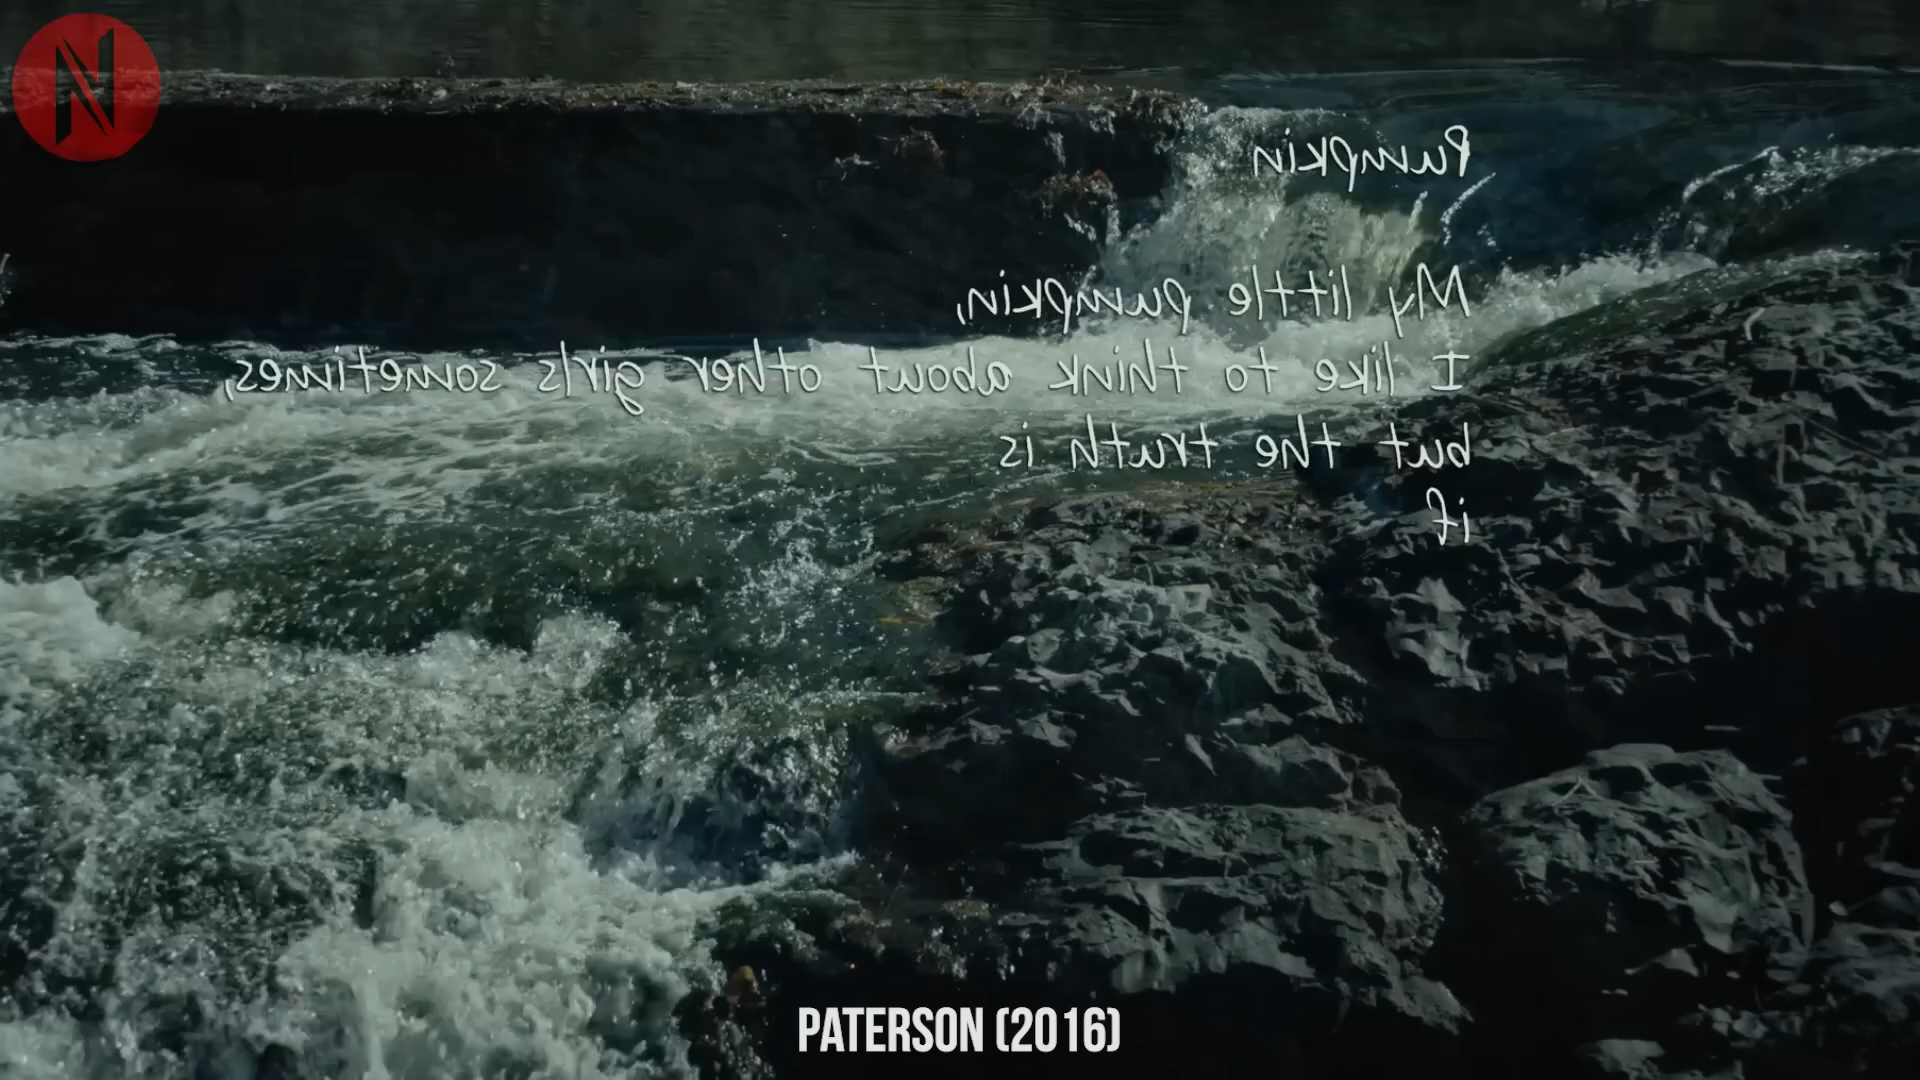 Pumpkin
My little pumpkin,
I like to think about other girls sometimes,
but the truth is
if
PATERSON (2016)